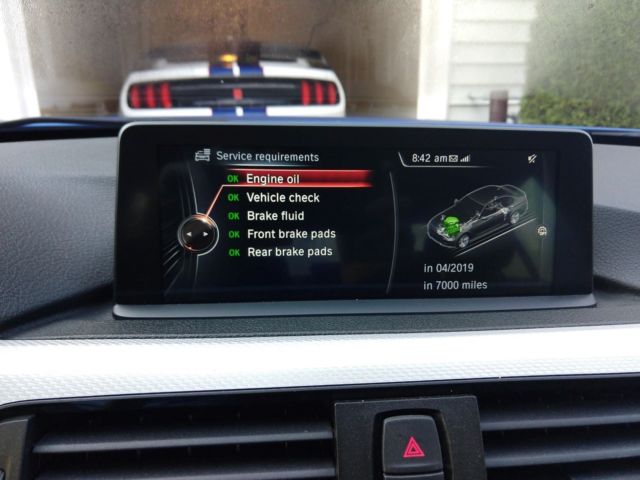 Service requirements
8:42 am
OK Engine oil
OK Vehicle check
OK Brake fluid
OK Front brake pads
OK Rear brake pads
in 04/2019
in 7000 miles